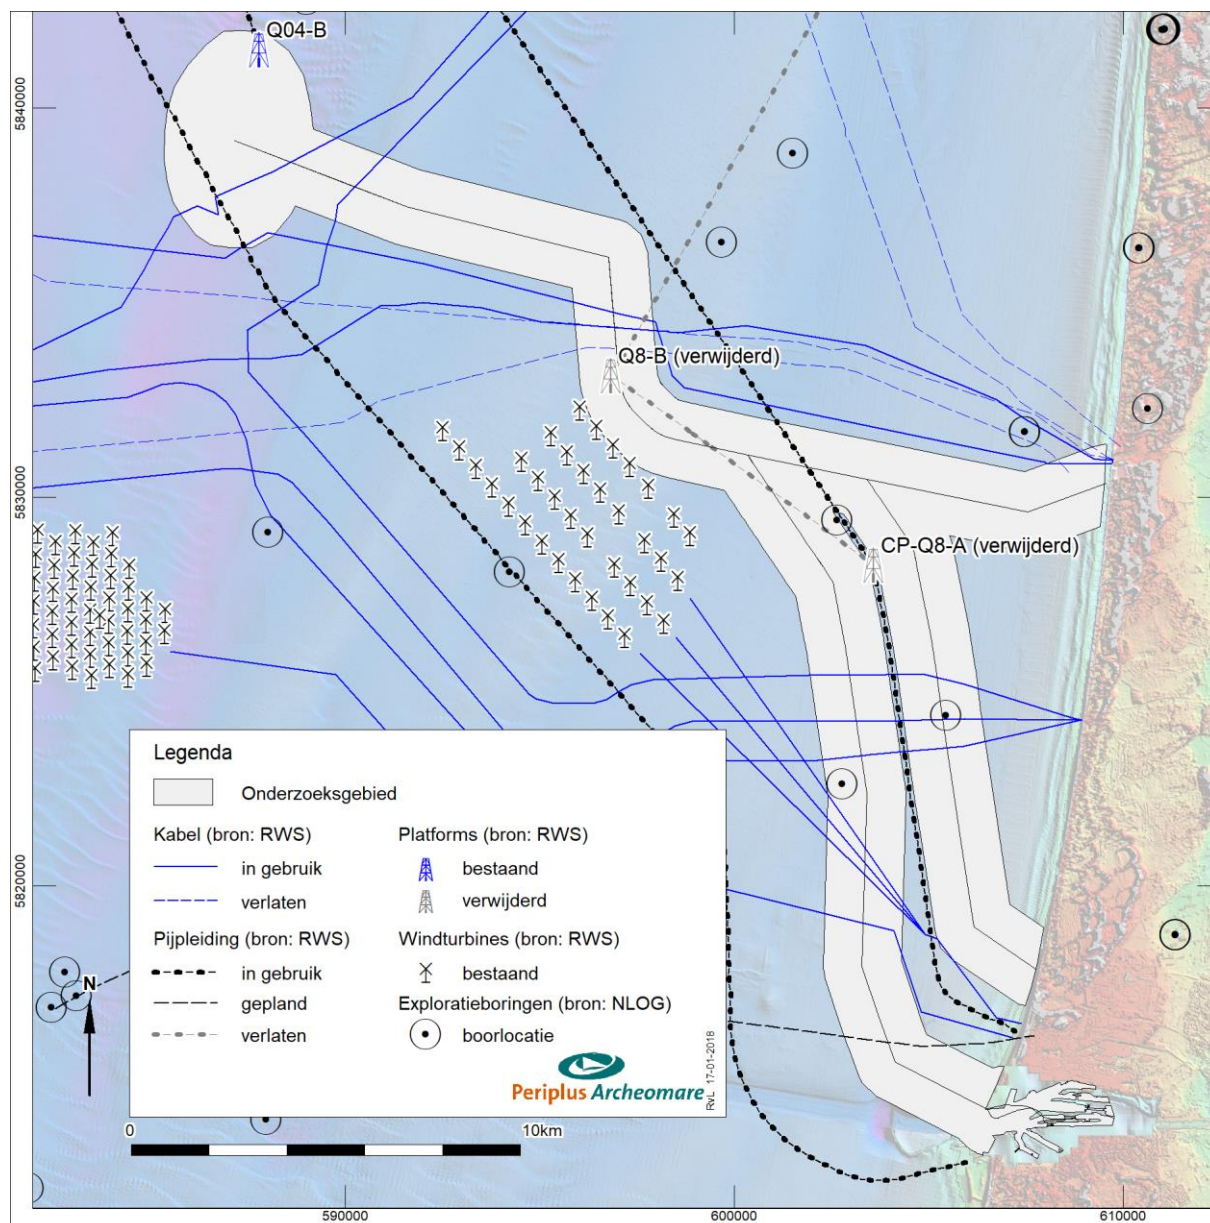 Q04-B
5840000
Q8-B (verwijderd)
5830000
CP-Q8-A (verwijderd)
5820000
Legenda
Onderzoeksgebied
Kabel (bron: RWS)
in gebruik
verlaten
Pijpleiding (bron: RWS)
in gebruik
gepland
verlaten
Platforms (bron: RWS)
bestaand
verwijderd
Windturbines (bron: RWS)
bestaand
Exploratieboringen (bron: NLOG)
boorlocatie
Periplus Archeomare
RvL 17-01-2018
N
0 10km
590000 600000 610000